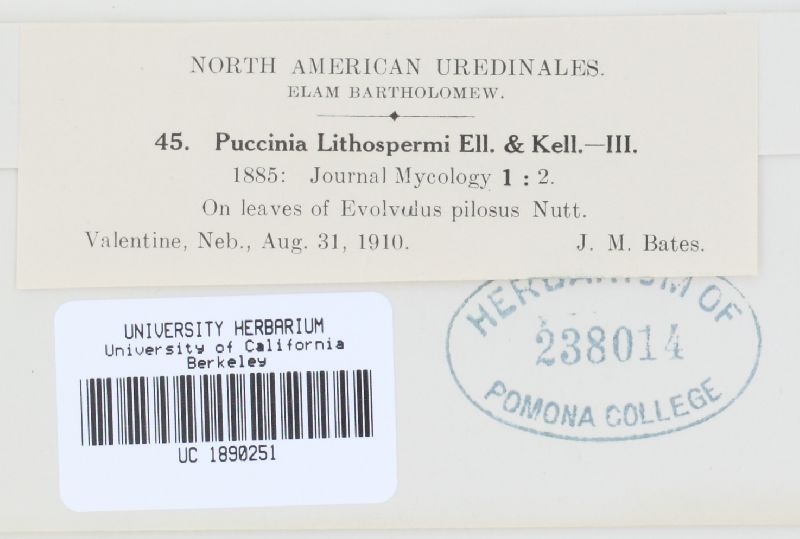 NORTH AMERICAN UREDINALES.
ELAM BARTHOLOMEW.
45. Puccinia Lithospermi Ell. & Kell.—III.
1885: Journal Mycology 1 : 2.
On leaves of Evolvulus pilosus Nutt.
Valentine, Neb., Aug. 31, 1910. J. M. Bates.
HERBARIUM OF
238014
POMONA COLLEGE
UNIVERSITY HERBARIUM
University of California
Berkeley
UC 1890251